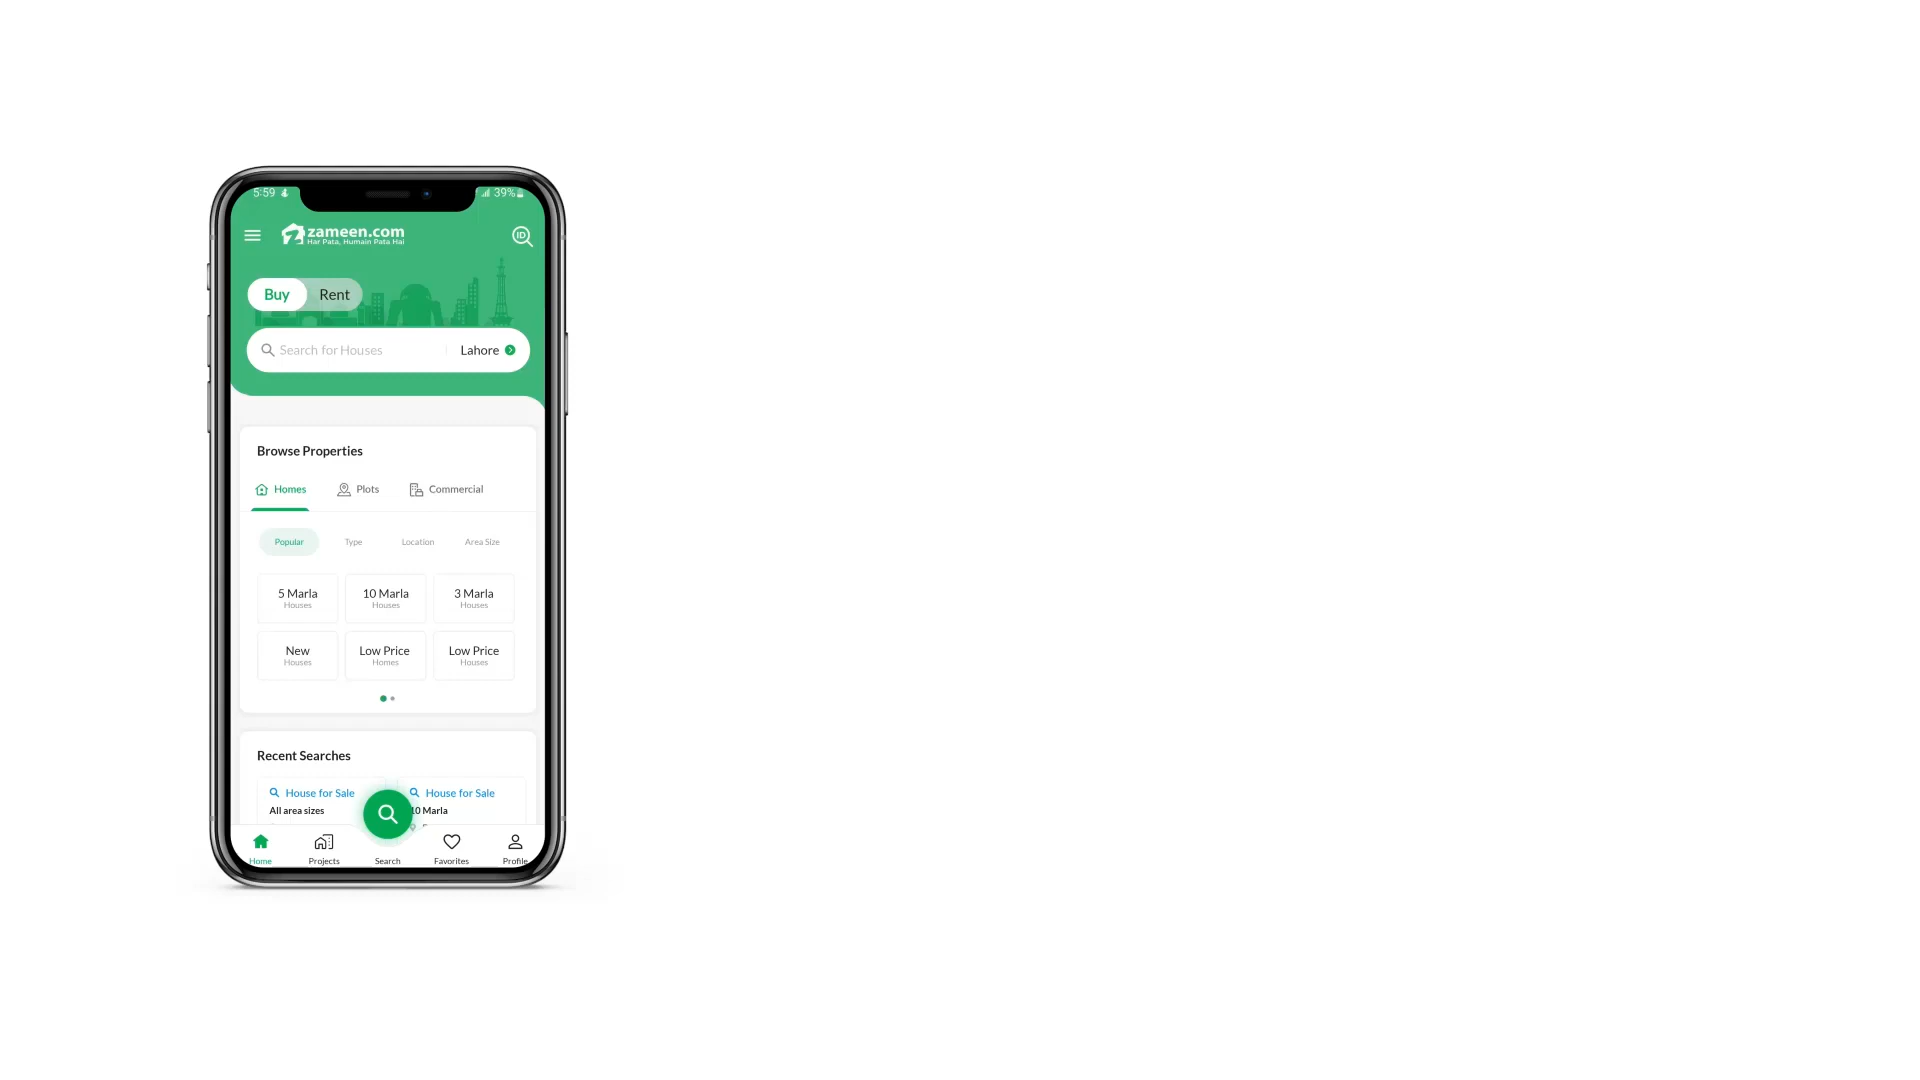 5:59 39%
zameen.com
Har Pata, Humain Pata Hai
ID
Buy Rent
Search for Houses Lahore
Browse Properties
Homes Plots Commercial
Popular Type Location Area Size
5 Marla 10 Marla 3 Marla
Houses Houses Houses
New Low Price Low Price
Houses Homes Houses
Recent Searches
House for Sale House for Sale
All area sizes 10 Marla
Home Projects Search Favorites Profile